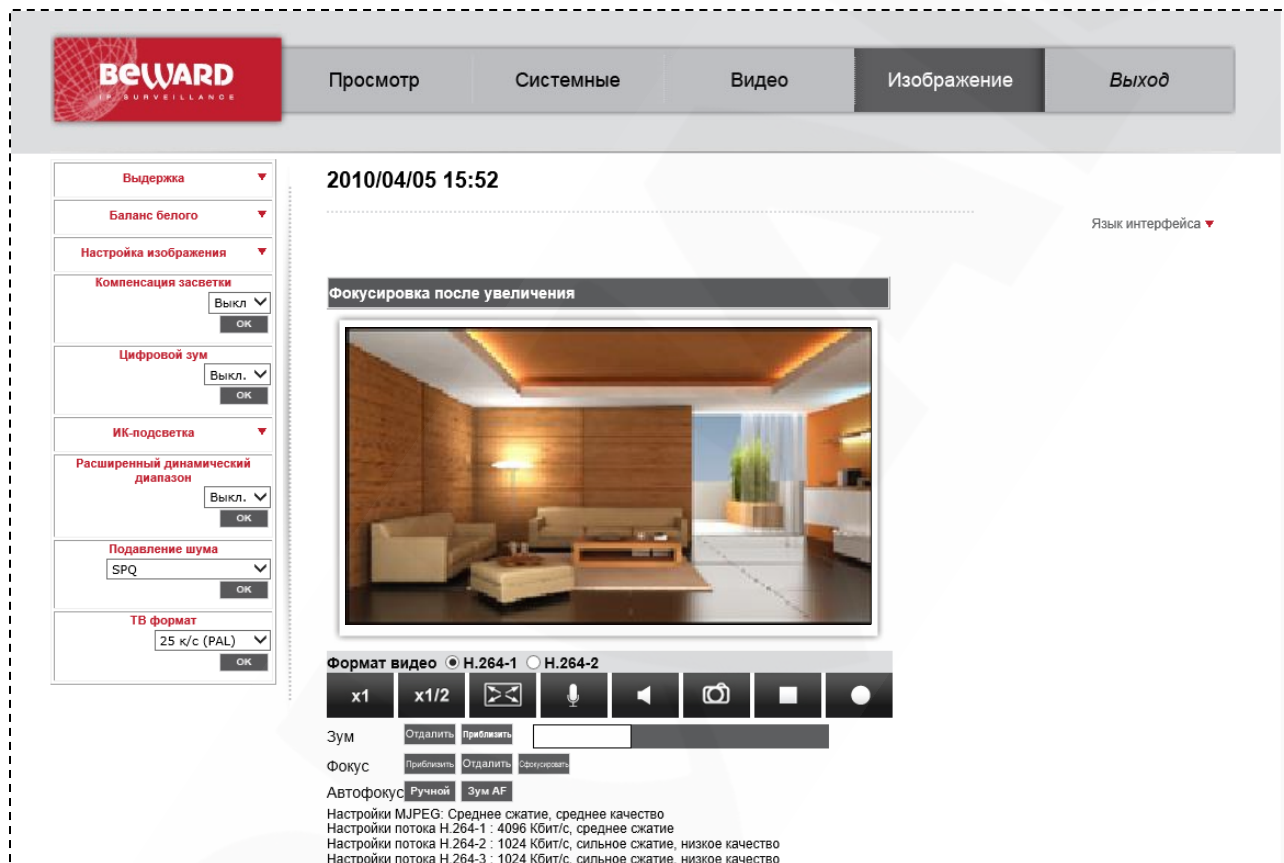 BEWARD
IP SURVEILLANCE
Просмотр
Системные
Видео
Изображение
Выход
Выдержка
Баланс белого
Настройка изображения
Компенсация засветки
Выкл
ОК
Цифровой зум
Выкл.
ОК
ИК-подсветка
Расширенный динамический
диапазон
Выкл.
ОК
Подавление шума
SPQ
ОК
ТВ формат
25 к/с (PAL)
ОК
2010/04/05 15:52
Язык интерфейса
Фокусировка после увеличения
Формат видео H.264-1 H.264-2
x1 x1/2
Зум Отдалить Приблизить
Фокус Приблизить Отдалить Сфокусировать
Автофокус Ручной Зум AF
Настройки MJPEG: Среднее сжатие, среднее качество
Настройки потока H.264-1 : 4096 Кбит/с, среднее сжатие
Настройки потока H.264-2 : 1024 Кбит/с, сильное сжатие, низкое качество
Настройки потока H.264-3 : 1024 Кбит/с, сильное сжатие, низкое качество